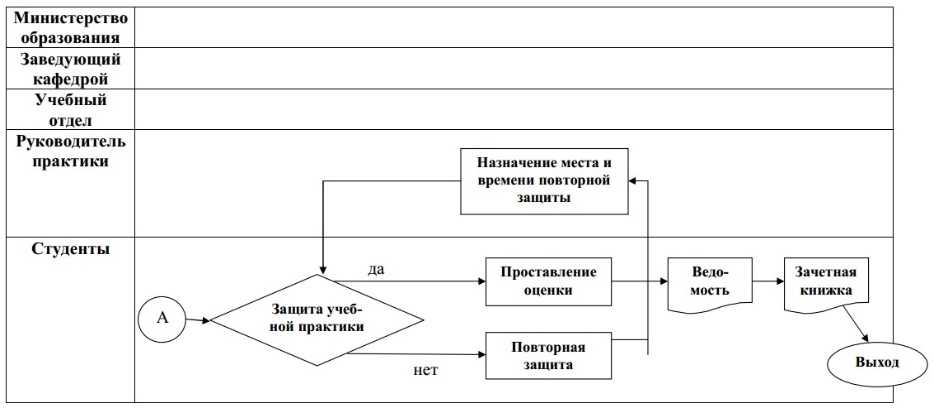 Министерство
образования
Заведующий
кафедрой
Учебный
отдел
Руководитель
практики
Назначение места и
времени повторной
защиты
Студенты
да
Проставление
оценки
Ведо-
мость
Зачетная
книжка
А
Защита учеб-
ной практики
Повторная
защита
нет
Выход